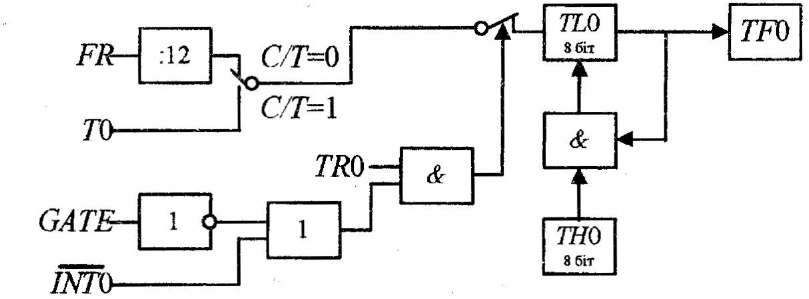 FR
:12
C/T=0
C/T=1
T0
TL0
8 біт
TF0
&
TR0
&
GATE
1
1
INT0
TH0
8 біт